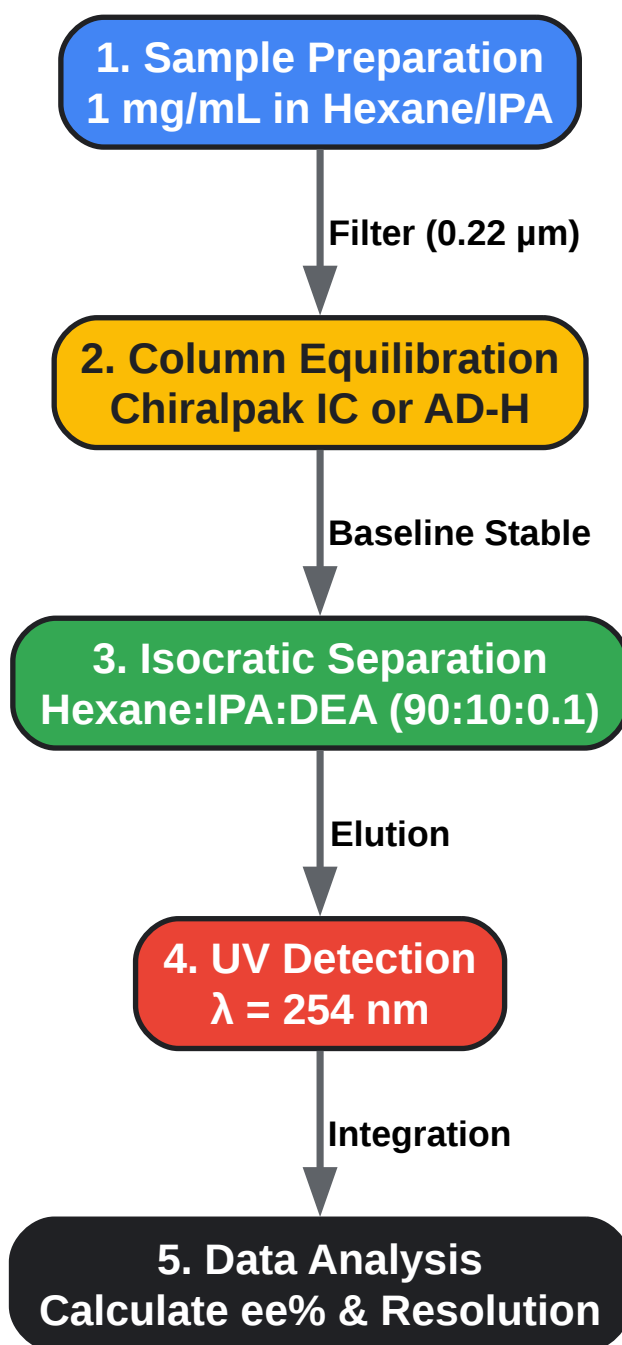 1. Sample Preparation
1 mg/mL in Hexane/IPA
Filter (0.22 µm)
2. Column Equilibration
Chiralpak IC or AD-H
Baseline Stable
3. Isocratic Separation
Hexane:IPA:DEA (90:10:0.1)
Elution
4. UV Detection
λ = 254 nm
Integration
5. Data Analysis
Calculate ee% & Resolution